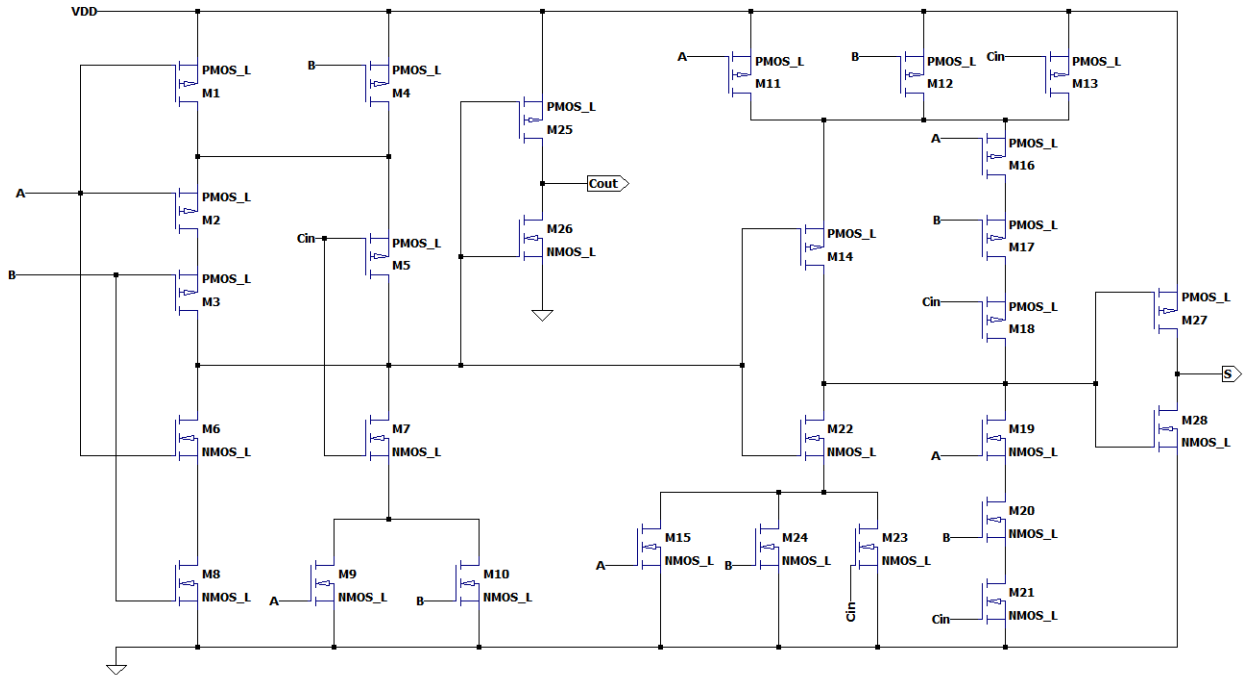 VDD
PMOS_L
M1
B
PMOS_L
M4
A
PMOS_L
M11
B
PMOS_L
M12
Cin
PMOS_L
M13
PMOS_L
M25
A
PMOS_L
M16
A
PMOS_L
M2
Cout
B
PMOS_L
M17
Cin
PMOS_L
M5
M26
NMOS_L
PMOS_L
M14
B
PMOS_L
M3
Cin
PMOS_L
M18
PMOS_L
M27
S
M6
NMOS_L
M7
NMOS_L
M22
NMOS_L
M19
NMOS_L
A
M28
NMOS_L
M20
NMOS_L
B
M15
NMOS_L
A
M24
NMOS_L
B
M23
NMOS_L
Cin
M8
NMOS_L
M9
NMOS_L
A
M10
NMOS_L
B
M21
NMOS_L
Cin